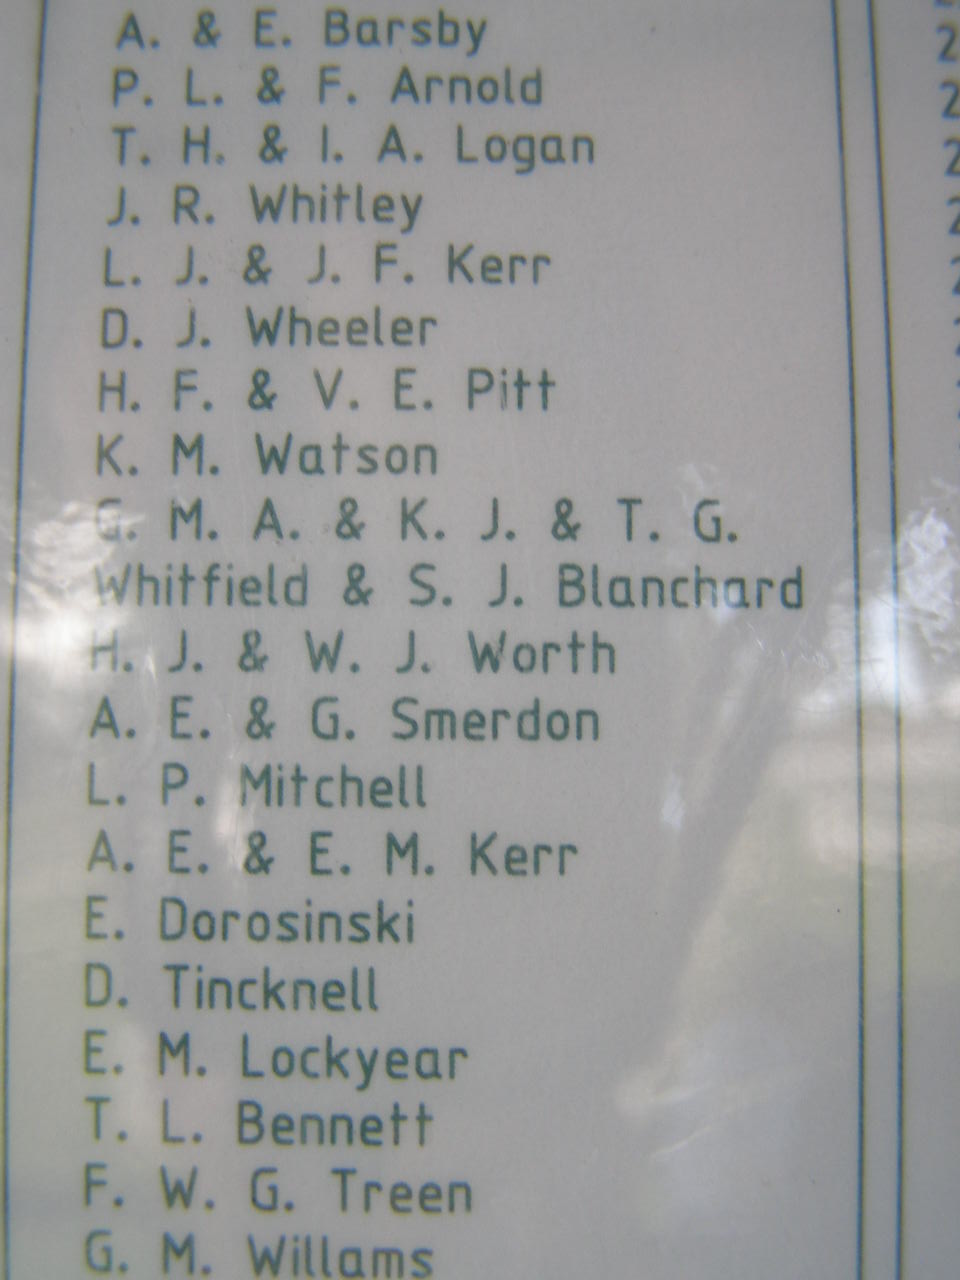 A. & E. Barsby
P. L. & F. Arnold
T. H. & I. A. Logan
J. R. Whitley
L. J. & J. F. Kerr
D. J. Wheeler
H. F. & V. E. Pitt
K. M. Watson
G. M. A. & K. J. & T. G.
Whitfield & S. J. Blanchard
H. J. & W. J. Worth
A. E. & G. Smerdon
L. P. Mitchell
A. E. & E. M. Kerr
E. Dorosinski
D. Tincknell
E. M. Lockyear
T. L. Bennett
F. W. G. Treen
G. M. Willams